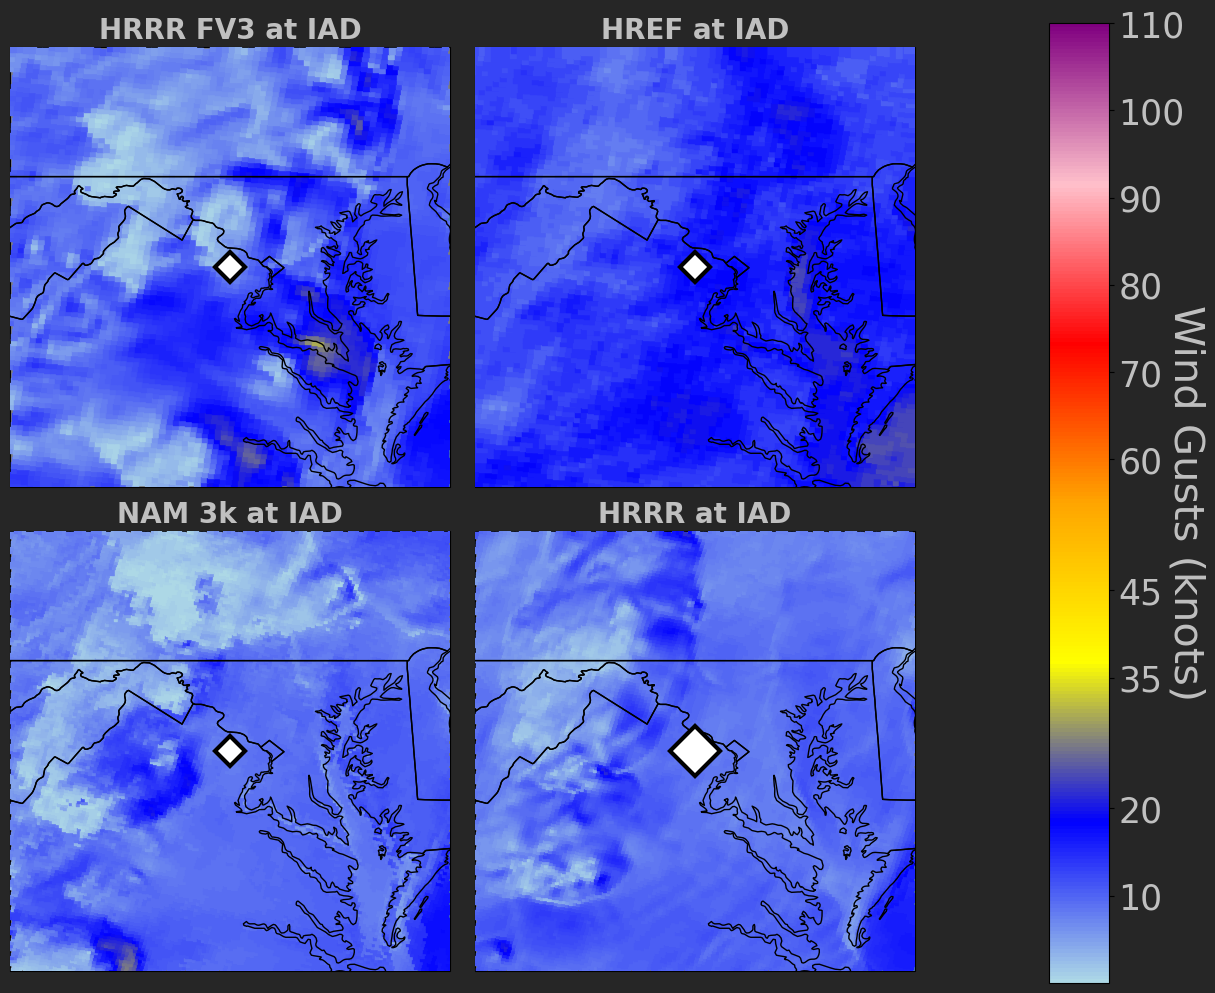 HRRR FV3 at IAD
HREF at IAD
NAM 3k at IAD
HRRR at IAD
110
100
90
80
70
60
45
35
20
10
Wind Gusts (knots)